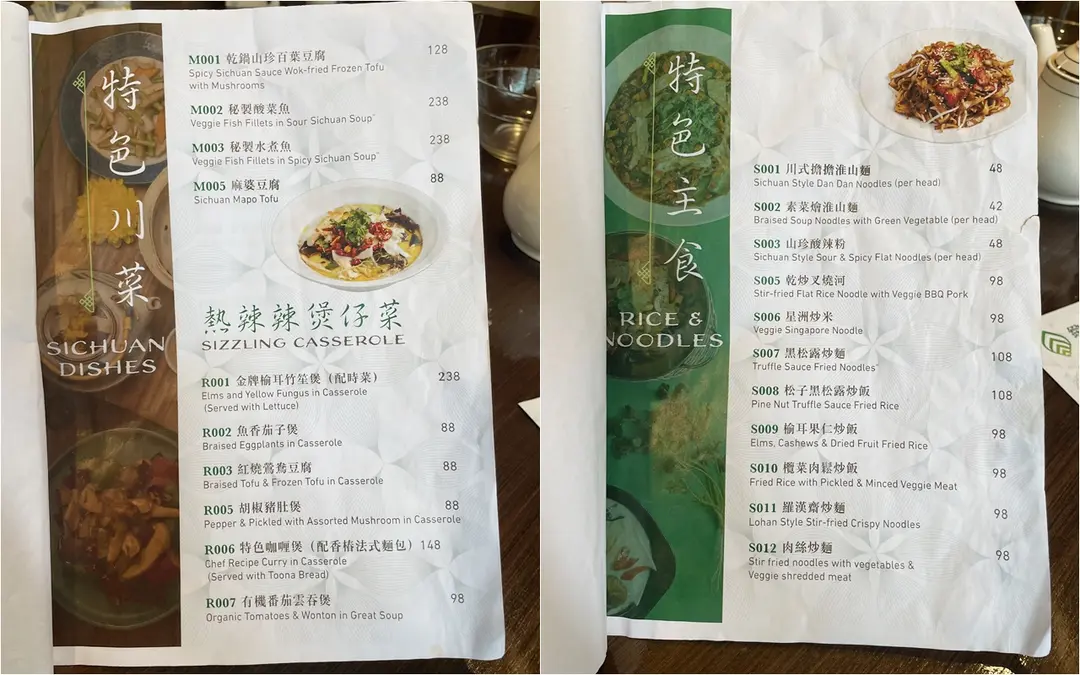 特色川菜
SICHUAN
DISHES
M001 乾鍋山珍百葉豆腐 128
Spicy Sichuan Sauce Wok-fried Frozen Tofu
with Mushrooms
M002 秘製酸菜魚 238
Veggie Fish Fillets in Sour Sichuan Soup
M003 秘製水煮魚 238
Veggie Fish Fillets in Spicy Sichuan Soup
M005 麻婆豆腐 88
Sichuan Mapo Tofu
熱辣辣煲仔菜
SIZZLING CASSEROLE
R001 金牌榆耳竹笙煲（配時菜） 238
Elms and Yellow Fungus in Casserole
(Served with Lettuce)
R002 魚香茄子煲 88
Braised Eggplants in Casserole
R003 紅燒鴛鴦豆腐 88
Braised Tofu & Frozen Tofu in Casserole
R005 胡椒豬肚煲 88
Pepper & Pickled with Assorted Mushroom in Casserole
R006 特色咖喱煲（配香椿法式麵包） 148
Chef Recipe Curry in Casserole
(Served with Toona Bread)
R007 有機番茄雲吞煲 98
Organic Tomatoes & Wonton in Great Soup
特色主食
RICE &
NOODLES
S001 川式擔擔淮山麵 48
Sichuan Style Dan Dan Noodles (per head)
S002 素菜燴淮山麵 42
Braised Soup Noodles with Green Vegetable (per head)
S003 山珍酸辣粉 48
Sichuan Style Sour & Spicy Flat Noodles (per head)
S005 乾炒叉燒河 98
Stir-fried Flat Rice Noodle with Veggie BBQ Pork
S006 星洲炒米 98
Veggie Singapore Noodle
S007 黑松露炒麵 108
Truffle Sauce Fried Noodles
S008 松子黑松露炒飯 108
Pine Nut Truffle Sauce Fried Rice
S009 榆耳果仁炒飯 98
Elms, Cashews & Dried Fruit Fried Rice
S010 欖菜肉鬆炒飯 98
Fried Rice with Pickled & Minced Veggie Meat
S011 羅漢齋炒麵 98
Lohan Style Stir-fried Crispy Noodles
S012 肉絲炒麵 98
Stir fried noodles with vegetables &
Veggie shredded meat